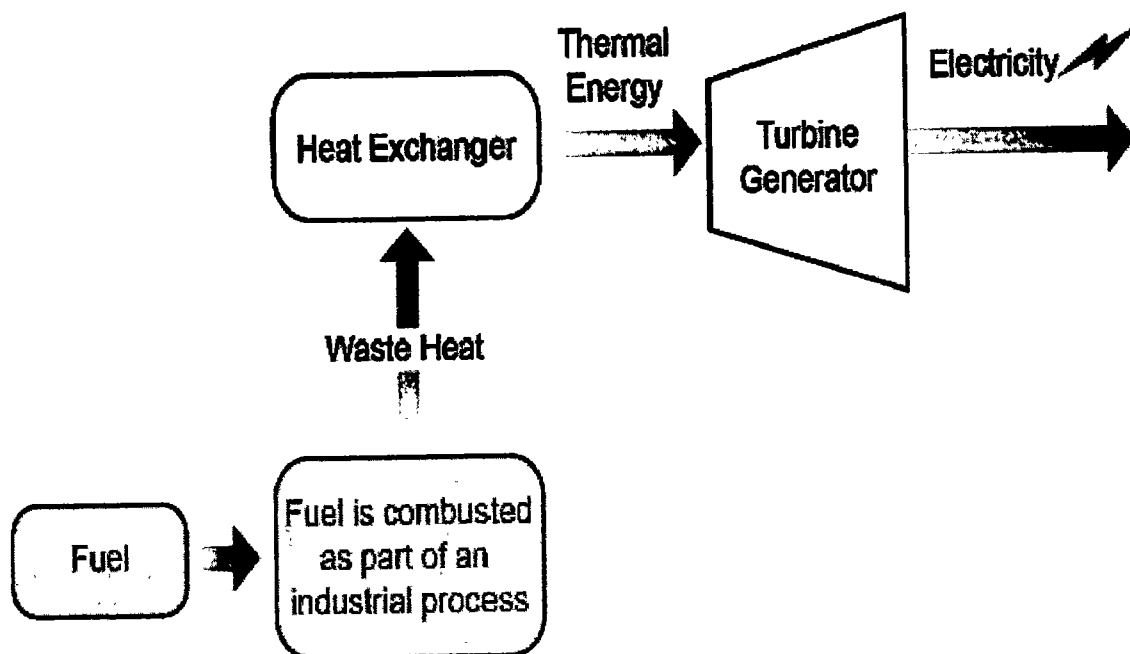 Thermal
Energy
Electricity
Heat Exchanger
Turbine
Generator
Waste Heat
Fuel
Fuel is combusted
as part of an
industrial process